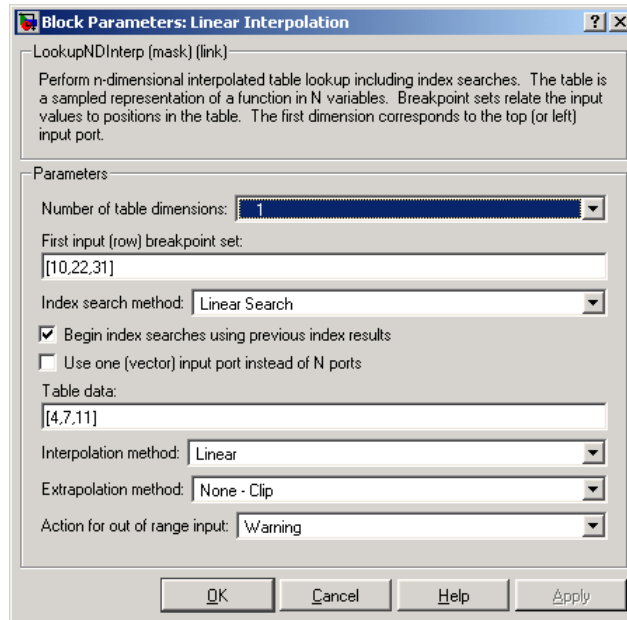 Block Parameters: Linear Interpolation
LookupNDInterp (mask) (link)
Perform n-dimensional interpolated table lookup including index searches. The table is
a sampled representation of a function in N variables. Breakpoint sets relate the input
values to positions in the table. The first dimension corresponds to the top (or left)
input port.
Parameters
Number of table dimensions: 1
First input (row) breakpoint set:
[10,22,31]
Index search method: Linear Search
Begin index searches using previous index results
Use one (vector) input port instead of N ports
Table data:
[4,7,11]
Interpolation method: Linear
Extrapolation method: None - Clip
Action for out of range input: Warning
OK Cancel Help Apply